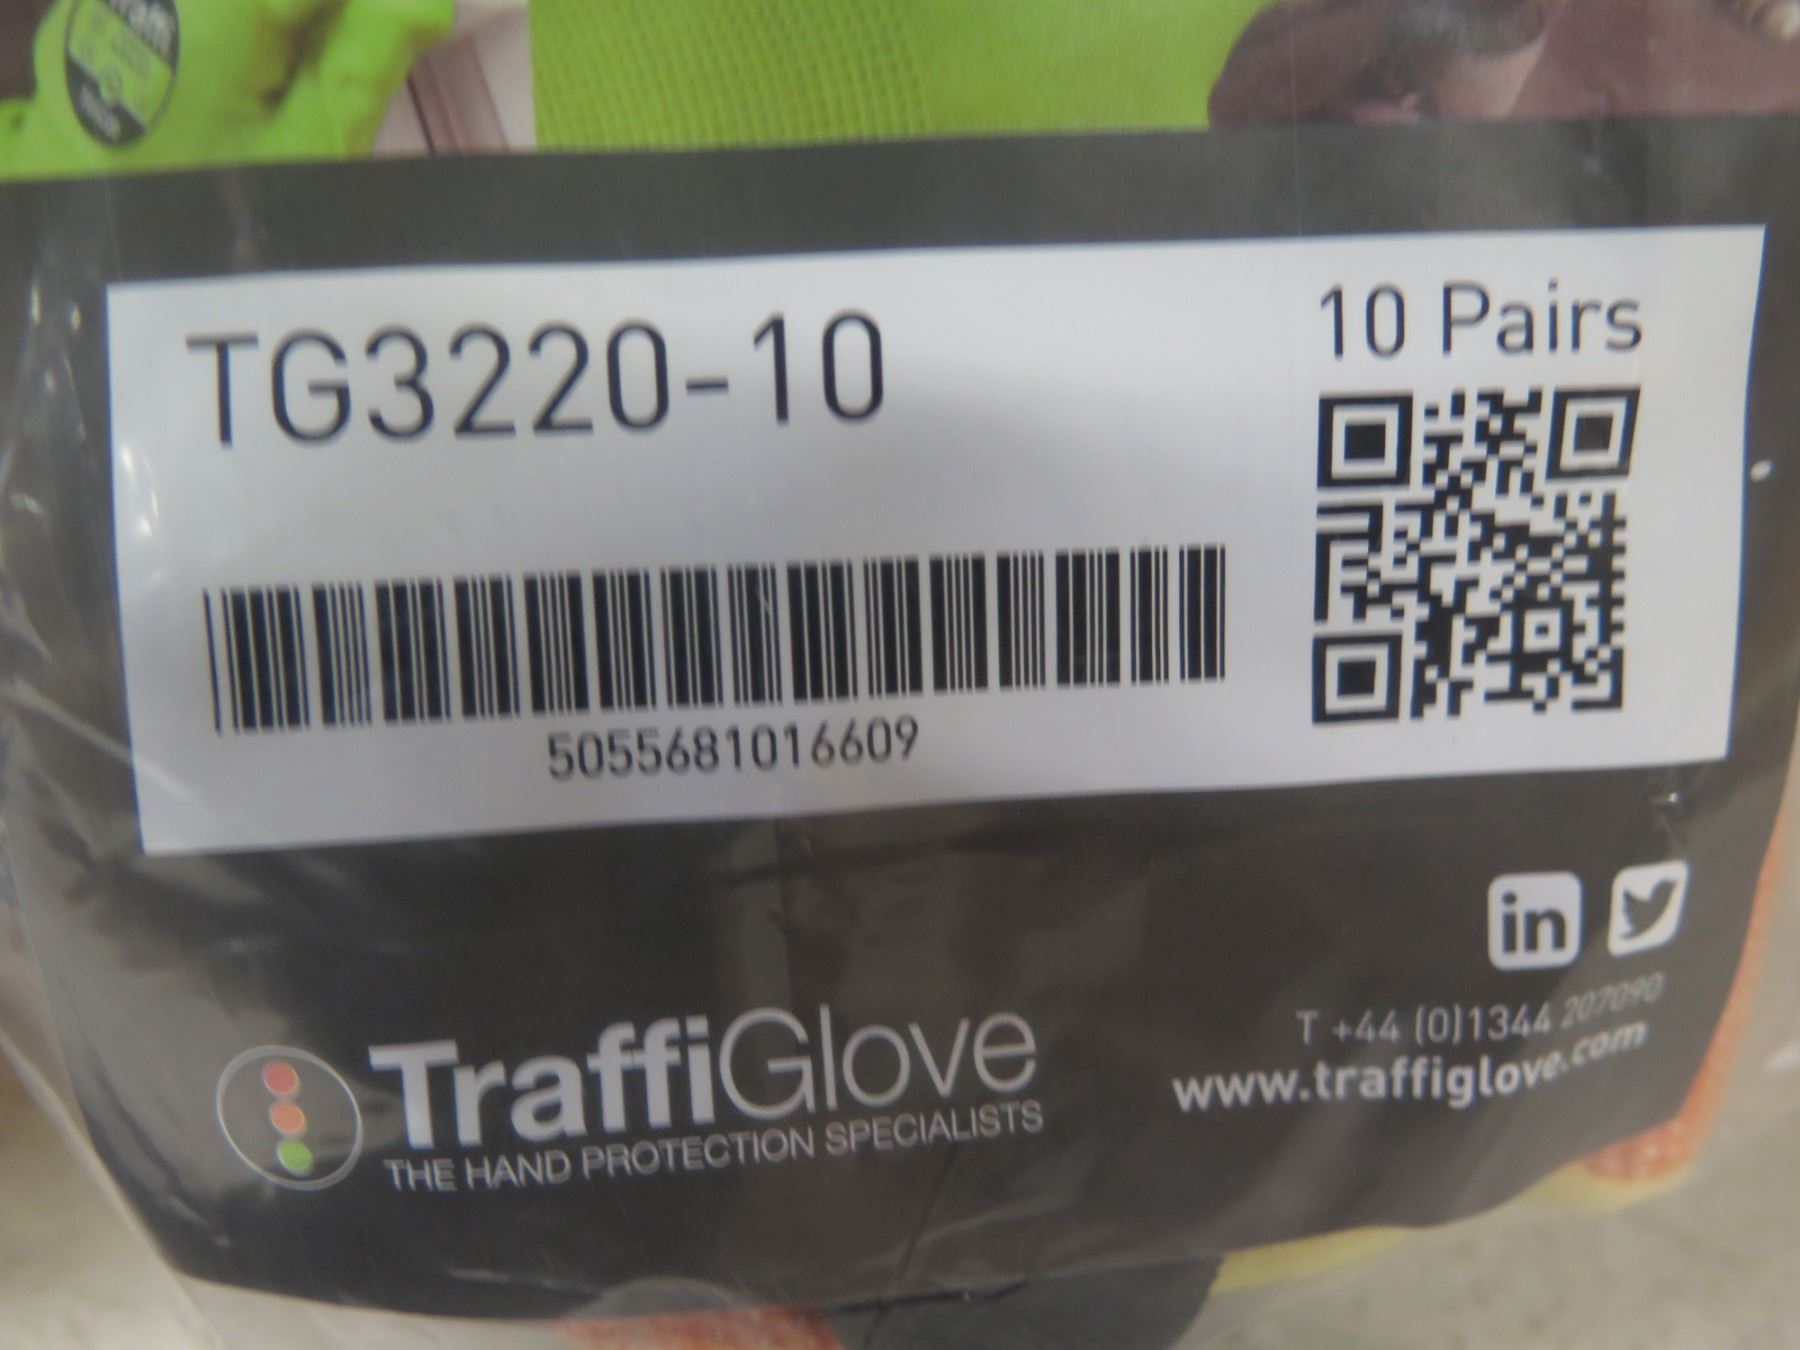 TG3220-10
10 Pairs
5055681016609
in
TraffiGlove
THE HAND PROTECTION SPECIALISTS
T +44 (0)1344 207090
www.traffiglove.com